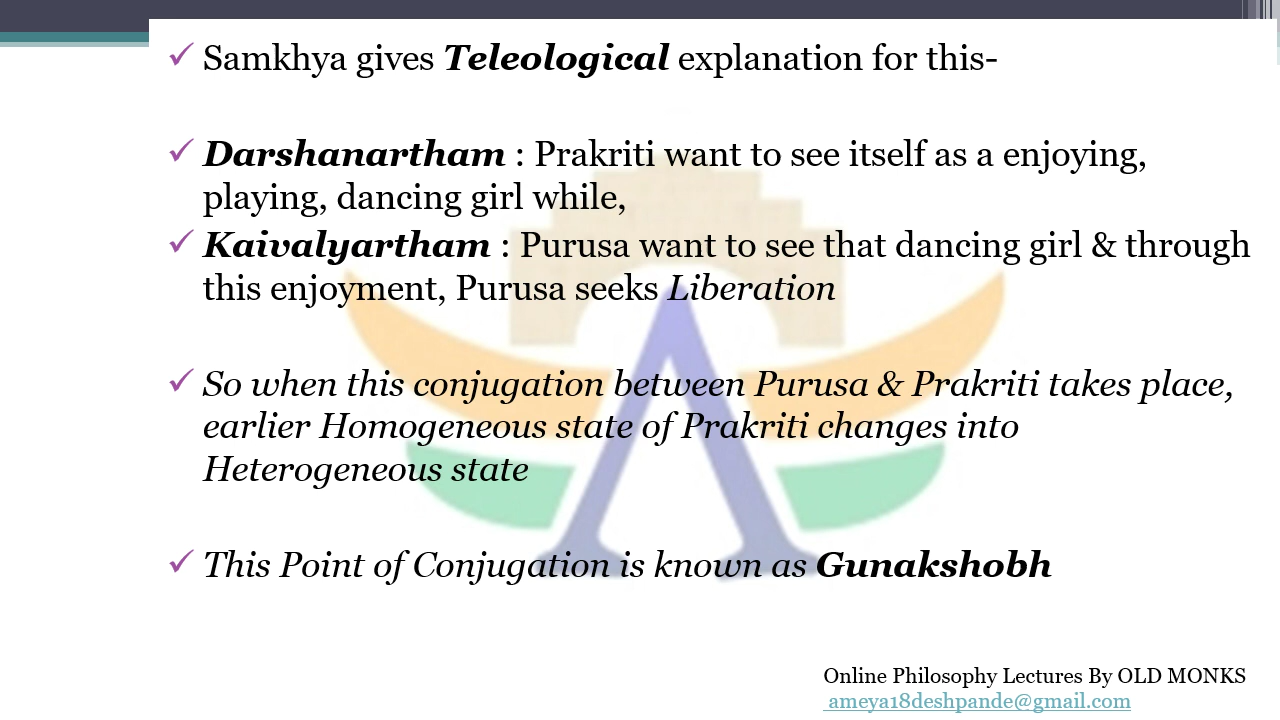 ✓ Samkhya gives Teleological explanation for this-
✓ Darshanartham : Prakriti want to see itself as a enjoying,
playing, dancing girl while,
✓ Kaivalyartham : Purusa want to see that dancing girl & through
this enjoyment, Purusa seeks Liberation
✓ So when this conjugation between Purusa & Prakriti takes place,
earlier Homogeneous state of Prakriti changes into
Heterogeneous state
✓ This Point of Conjugation is known as Gunakshobh
Online Philosophy Lectures By OLD MONKS
ameya18deshpande@gmail.com